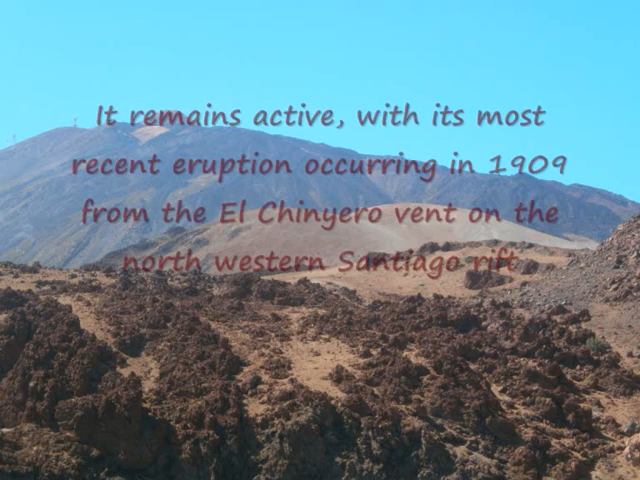 It remains active, with its most
recent eruption occurring in 1909
from the El Chinyero vent on the
north western Santiago rift